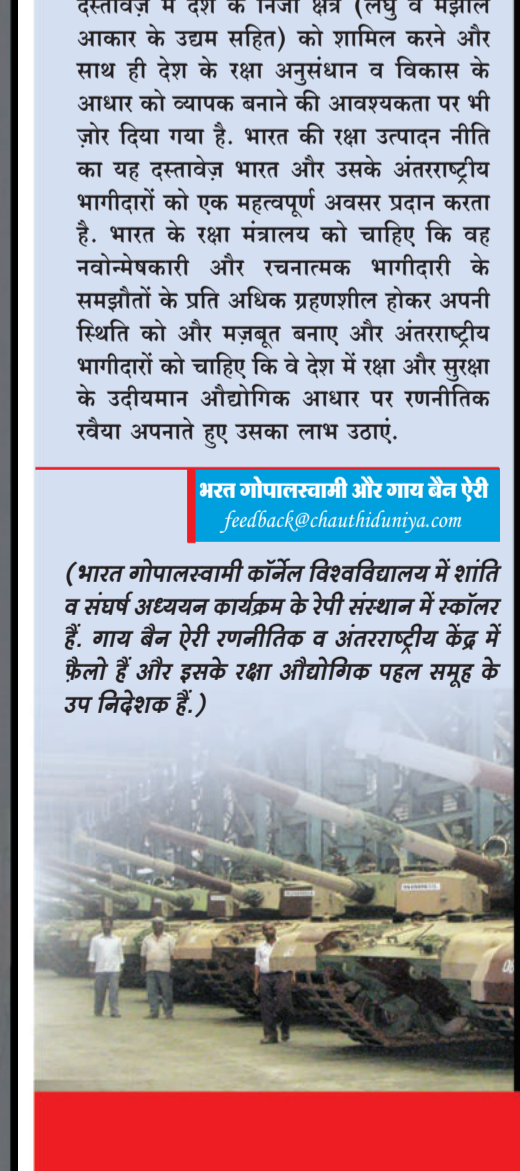 दस्तावेज़ में देश के निजी क्षेत्र (लघु व मझोले
आकार के उद्यम सहित) को शामिल करने और
साथ ही देश के रक्षा अनुसंधान व विकास के
आधार को व्यापक बनाने की आवश्यकता पर भी
ज़ोर दिया गया है. भारत की रक्षा उत्पादन नीति
का यह दस्तावेज़ भारत और उसके अंतरराष्ट्रीय
भागीदारों को एक महत्वपूर्ण अवसर प्रदान करता
है. भारत के रक्षा मंत्रालय को चाहिए कि वह
नवोन्मेषकारी और रचनात्मक भागीदारी के
समझौतों के प्रति अधिक ग्रहणशील होकर अपनी
स्थिति को और मज़बूत बनाए और अंतरराष्ट्रीय
भागीदारों को चाहिए कि वे देश में रक्षा और सुरक्षा
के उदीयमान औद्योगिक आधार पर रणनीतिक
रवैया अपनाते हुए उसका लाभ उठाएं.
भरत गोपालस्वामी और गाय बैन ऐरी
feedback@chauthiduniya.com
(भारत गोपालस्वामी कॉर्नेल विश्वविद्यालय में शांति
व संघर्ष अध्ययन कार्यक्रम के रेपी संस्थान में स्कॉलर
हैं. गाय बैन ऐरी रणनीतिक व अंतरराष्ट्रीय केंद्र में
फ़ैलो हैं और इसके रक्षा औद्योगिक पहल समूह के
उप निदेशक हैं.)